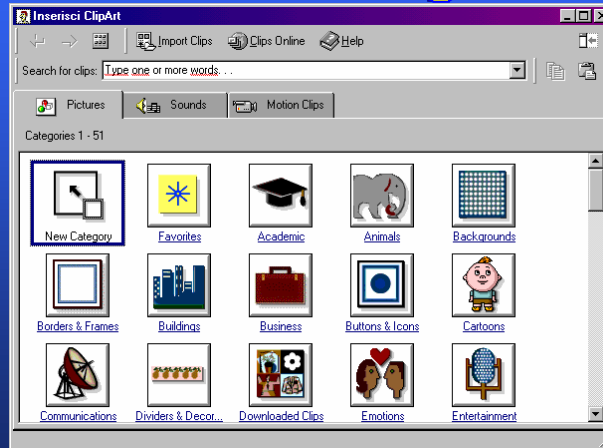 Inserisci ClipArt
Import Clips Clips Online Help
Search for clips: Type one or more words. . .
Pictures Sounds Motion Clips
Categories 1 - 51
New Category Favorites Academic Animals Backgrounds
Borders & Frames Buildings Business Buttons & Icons Cartoons
Communications Dividers & Decor... Downloaded Clips Emotions Entertainment